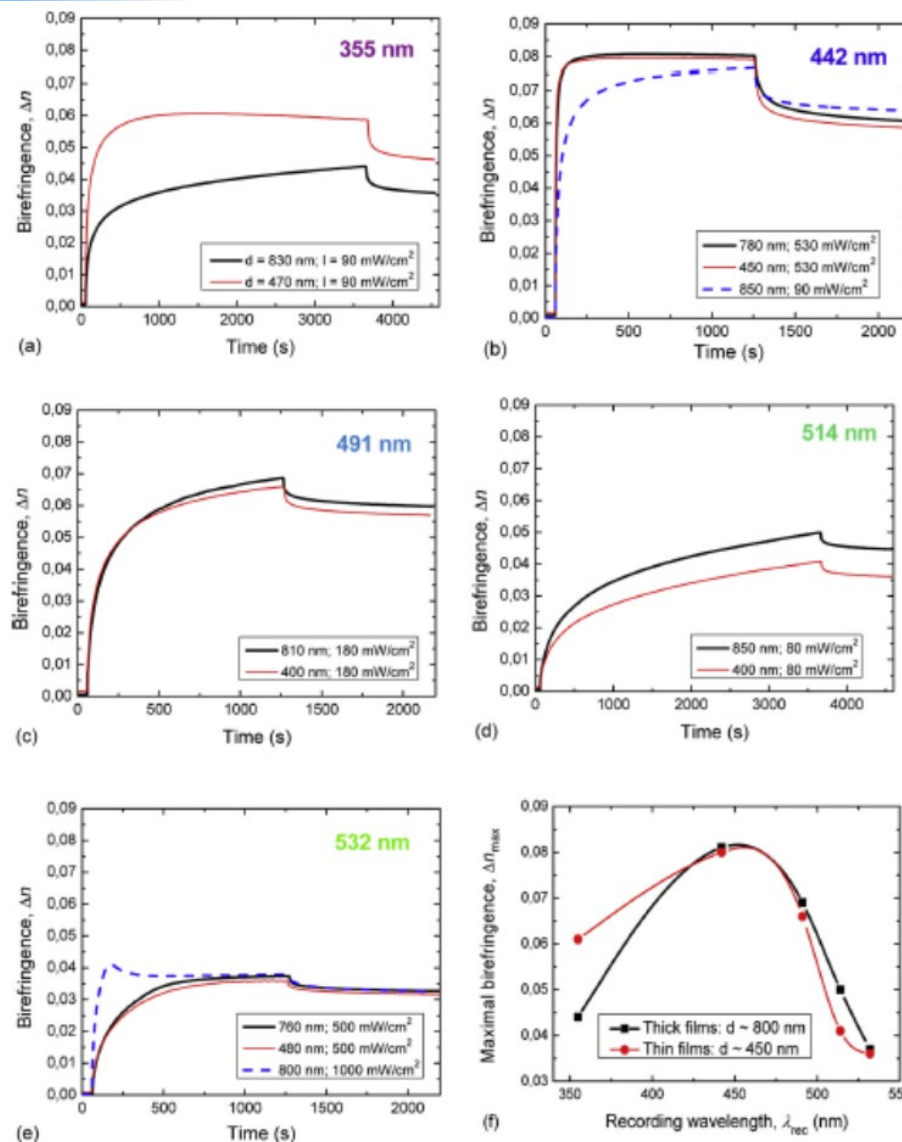 355 nm
0,09
0,08
0,07
0,06
0,05
0,04
0,03
0,02
0,01
0,00
Birefringence, Δn
d = 830 nm; I = 90 mW/cm²
d = 470 nm; I = 90 mW/cm²
0 1000 2000 3000 4000
Time (s)
(a)
442 nm
0,09
0,08
0,07
0,06
0,05
0,04
0,03
0,02
0,01
0,00
Birefringence, Δn
780 nm; 530 mW/cm²
450 nm; 530 mW/cm²
850 nm; 90 mW/cm²
0 500 1000 1500 2000
Time (s)
(b)
491 nm
0,09
0,08
0,07
0,06
0,05
0,04
0,03
0,02
0,01
0,00
Birefringence, Δn
810 nm; 180 mW/cm²
400 nm; 180 mW/cm²
0 500 1000 1500 2000
Time (s)
(c)
514 nm
0,09
0,08
0,07
0,06
0,05
0,04
0,03
0,02
0,01
0,00
Birefringence, Δn
850 nm; 80 mW/cm²
400 nm; 80 mW/cm²
0 1000 2000 3000 4000
Time (s)
(d)
532 nm
0,09
0,08
0,07
0,06
0,05
0,04
0,03
0,02
0,01
0,00
Birefringence, Δn
760 nm; 500 mW/cm²
480 nm; 500 mW/cm²
800 nm; 1000 mW/cm²
0 500 1000 1500 2000
Time (s)
(e)
0,09
0,08
0,07
0,06
0,05
0,04
0,03
Maximal birefringence, Δnmax
Thick films: d ~ 800 nm
Thin films: d ~ 450 nm
350 400 450 500
Recording wavelength, λrec (nm)
(f)